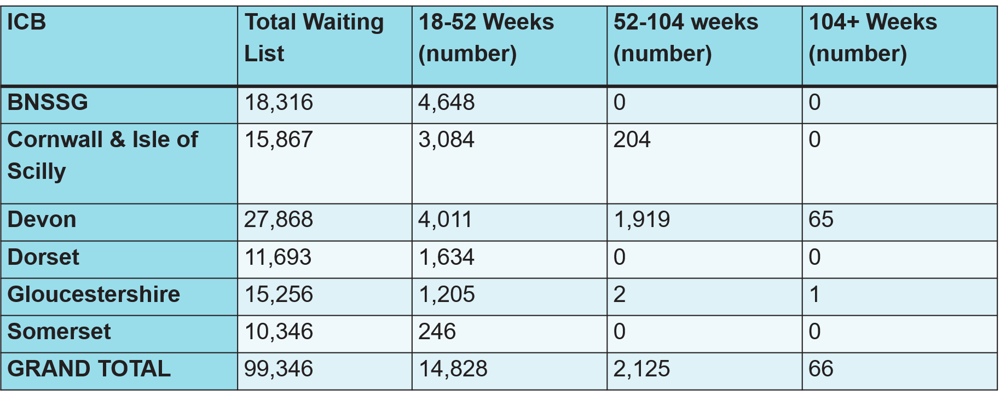 ICB Total Waiting List 18-52 Weeks (number) 52-104 weeks (number) 104+ Weeks (number)
BNSSG 18,316 4,648 0 0
Cornwall & Isle of Scilly 15,867 3,084 204 0
Devon 27,868 4,011 1,919 65
Dorset 11,693 1,634 0 0
Gloucestershire 15,256 1,205 2 1
Somerset 10,346 246 0 0
GRAND TOTAL 99,346 14,828 2,125 66